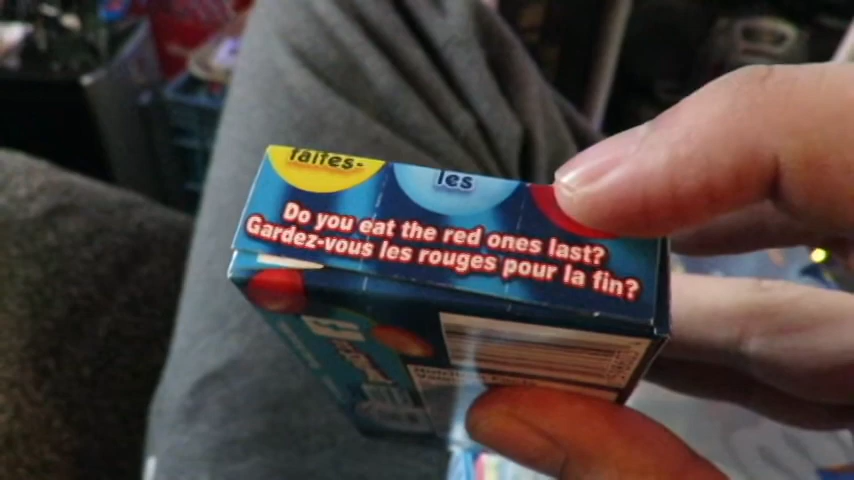 faites-
les
Do you eat the red ones last?
Gardez-vous les rouges pour la fin?